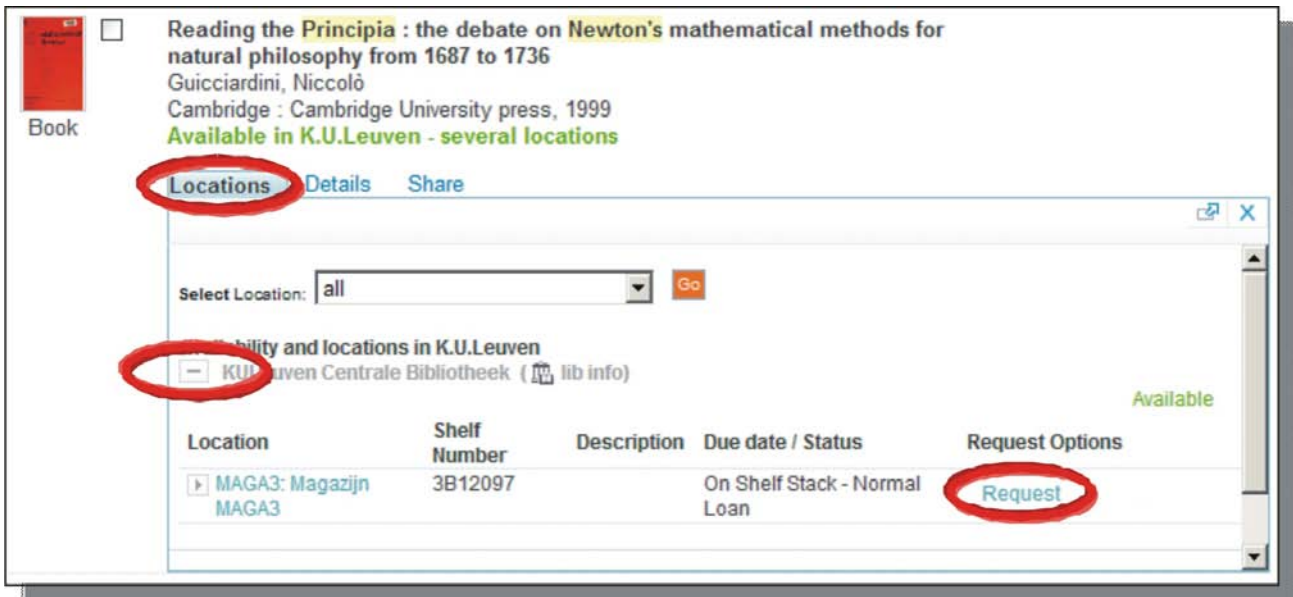 Reading the Principia : the debate on Newton's mathematical methods for
natural philosophy from 1687 to 1736
Guicciardini, Niccolò
Cambridge : Cambridge University press, 1999
Book
Available in K.U.Leuven - several locations
Locations Details Share
Select Location: all Go
and locations in K.U.Leuven
Centrale Bibliotheek ( lib info)
Available
Location Shelf Number Description Due date / Status Request Options
MAGA3: Magazijn 3B12097 On Shelf Stack - Normal Request
MAGA3 Loan